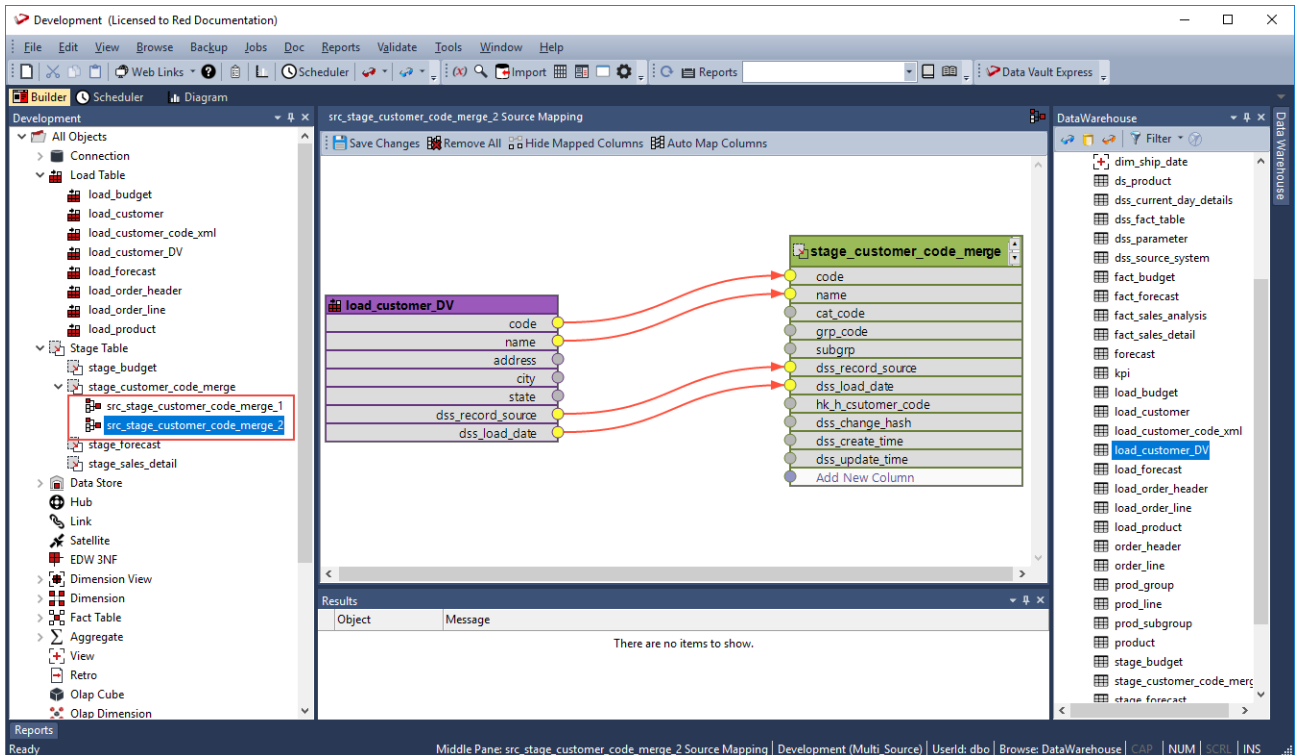 Development (Licensed to Red Documentation)
File Edit View Browse Backup Jobs Doc Reports Validate Tools Window Help
Web Links Scheduler Import Reports Data Vault Express
Builder Scheduler Diagram
Development
All Objects
Connection
Load Table
load_budget
load_customer
load_customer_code_xml
load_customer_DV
load_forecast
load_order_header
load_order_line
load_product
Stage Table
stage_budget
stage_customer_code_merge
src_stage_customer_code_merge_1
src_stage_customer_code_merge_2
stage_forecast
stage_sales_detail
Data Store
Hub
Link
Satellite
EDW 3NF
Dimension View
Dimension
Fact Table
Aggregate
View
Retro
Olap Cube
Olap Dimension
src_stage_customer_code_merge_2 Source Mapping
Save Changes Remove All Hide Mapped Columns Auto Map Columns
load_customer_DV
code
name
address
city
state
dss_record_source
dss_load_date
stage_customer_code_merge
code
name
cat_code
grp_code
subgrp
dss_record_source
dss_load_date
hk_h_csutomer_code
dss_change_hash
dss_create_time
dss_update_time
Add New Column
Results
Object Message
There are no items to show.
DataWarehouse
Filter
dim_ship_date
ds_product
dss_current_day_details
dss_fact_table
dss_parameter
dss_source_system
fact_budget
fact_forecast
fact_sales_analysis
fact_sales_detail
forecast
kpi
load_budget
load_customer
load_customer_code_xml
load_customer_DV
load_forecast
load_order_header
load_order_line
load_product
order_header
order_line
prod_group
prod_line
prod_subgroup
product
stage_budget
stage_customer_code_merg
stage_forecast
Data Warehouse
Reports
Ready Middle Pane: src_stage_customer_code_merge_2 Source Mapping Development (Multi_Source) UserId: dbo Browse: DataWarehouse CAP NUM SCRL INS